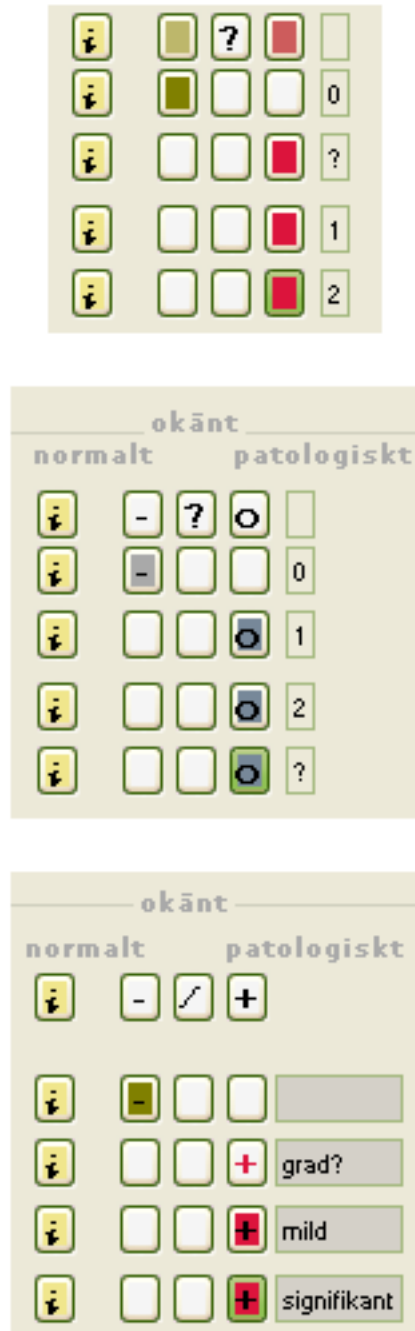 i ?
i 0
i ?
i 1
i 2
okänt
normalt patologiskt
i - ? o
i - 0
i o 1
i o 2
i o ?
okänt
normalt patologiskt
i - / +
i -
i + grad?
i + mild
i + signifikant